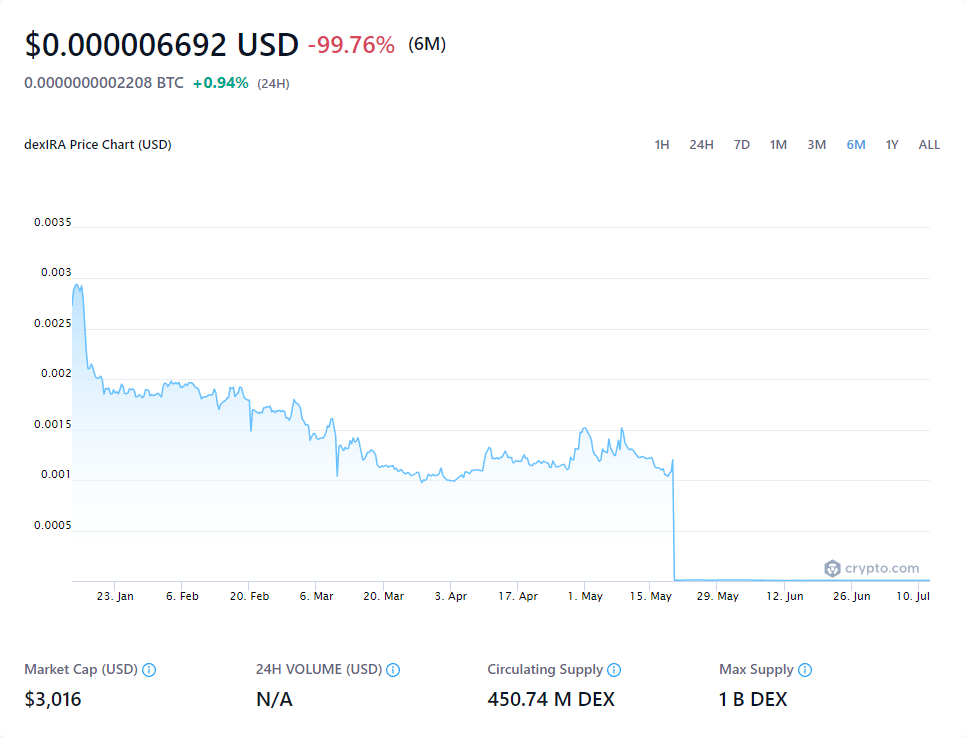 $0.000006692 USD -99.76% (6M)
0.0000000002208 BTC +0.94% (24H)
dexIRA Price Chart (USD) 1H 24H 7D 1M 3M 6M 1Y ALL
0.0035
0.003
0.0025
0.002
0.0015
0.001
0.0005
crypto.com
23. Jan 6. Feb 20. Feb 6. Mar 20. Mar 3. Apr 17. Apr 1. May 15. May 29. May 12. Jun 26. Jun 10. Jul
Market Cap (USD) 24H VOLUME (USD) Circulating Supply Max Supply
$3,016 N/A 450.74 M DEX 1 B DEX